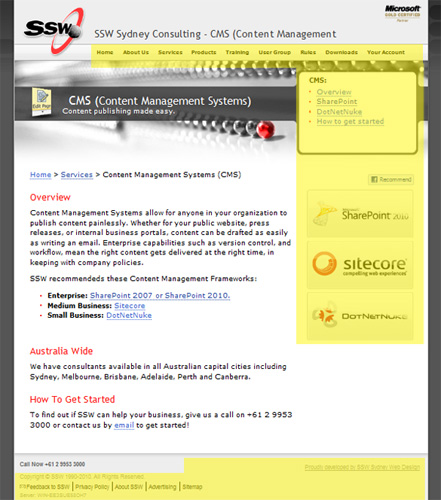 SSW
SSW Sydney Consulting - CMS (Content Management
Microsoft
GOLD CERTIFIED
Partner
Home About Us Services Products Training User Group Rules Downloads Your Account
CMS:
Overview
SharePoint
DotNetNuke
How to get started
Edit Page
CMS (Content Management Systems)
Content publishing made easy.
Home > Services > Content Management Systems (CMS)
Recommend
Overview
Content Management Systems allow for anyone in your organization to
publish content painlessly. Whether for your public website, press
releases, or internal business portals, content can be drafted as easily
as writing an email. Enterprise capabilities such as version control, and
workflow, mean the right content gets delivered at the right time, in
keeping with company policies.
SSW recommendeds these Content Management Frameworks:
Enterprise: SharePoint 2007 or SharePoint 2010.
Medium Business: Sitecore
Small Business: DotNetNuke
Microsoft
SharePoint 2010
sitecore
compelling web experiences
DotNetNuke
Australia Wide
We have consultants available in all Australian capital cities including
Sydney, Melbourne, Brisbane, Adelaide, Perth and Canberra.
How To Get Started
To find out if SSW can help your business, give us a call on +61 2 9953
3000 or contact us by email to get started!
Call Now +61 2 9953 3000
Proudly developed by SSW Sydney Web Design
Copyright © SSW 1990-2010. All Rights Reserved.
Feedback to SSW | Privacy Policy | About SSW | Advertising | Sitemap